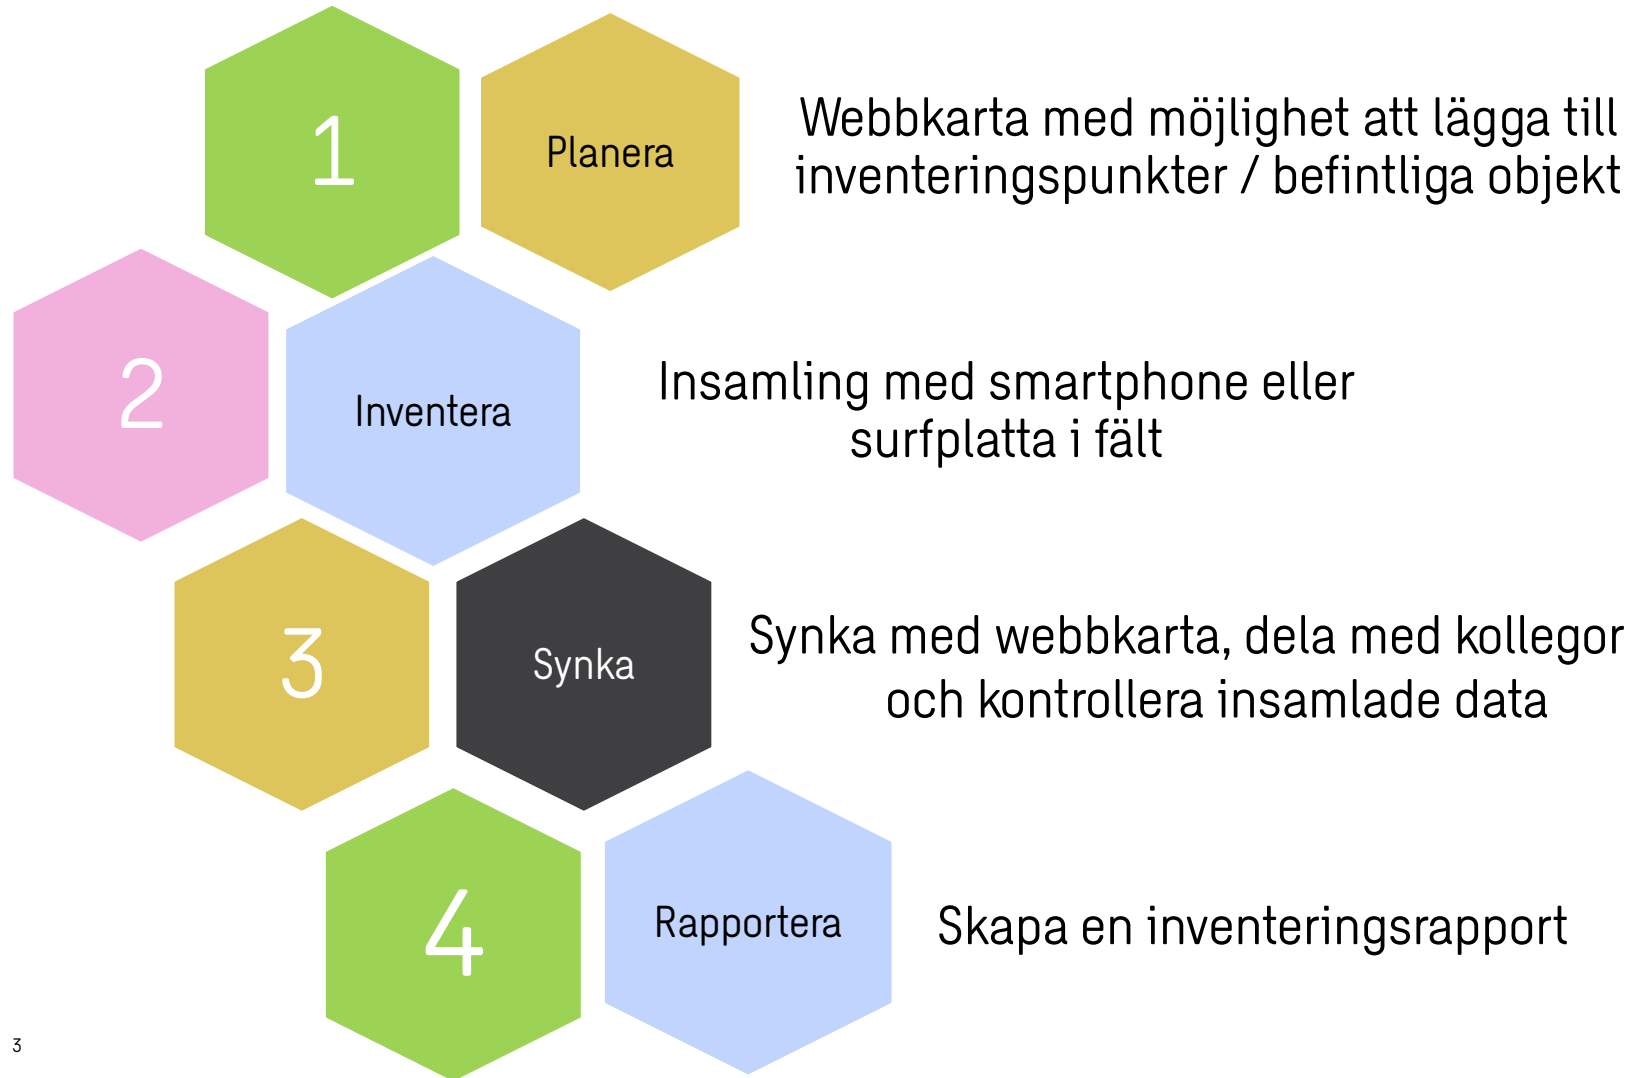 1
Planera
Webbkarta med möjlighet att lägga till
inventeringspunkter / befintliga objekt
2
Inventera
Insamling med smartphone eller
surfplatta i fält
3
Synka
Synka med webbkarta, dela med kollegor
och kontrollera insamlade data
4
Rapportera
Skapa en inventeringsrapport
3